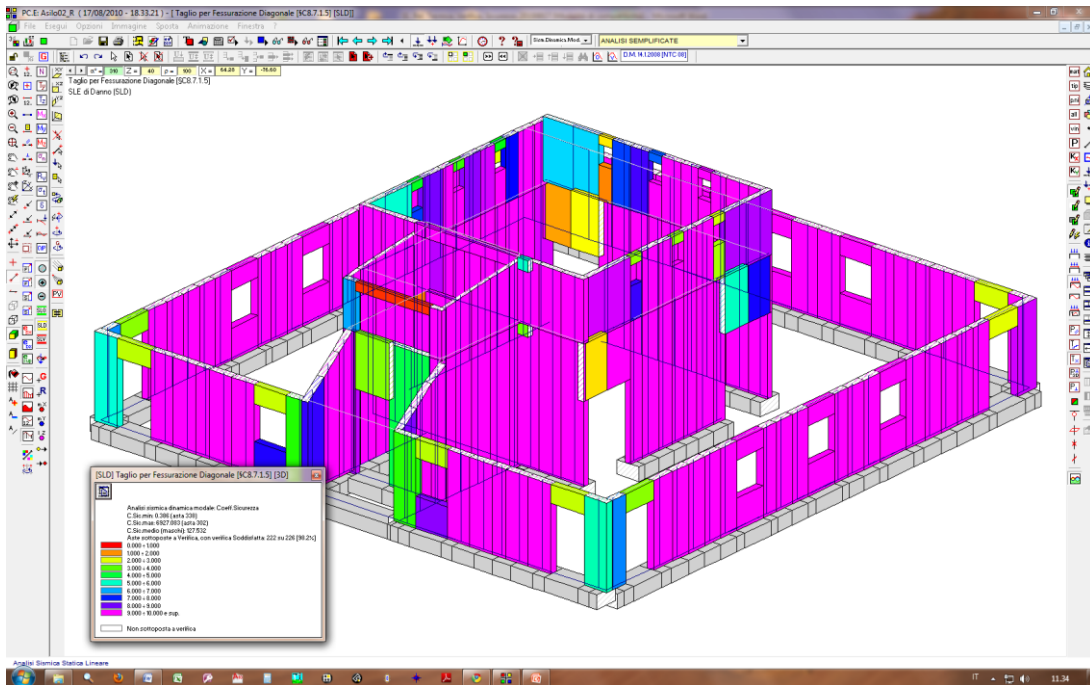 PC.E: Asilo02_R ( 17/08/2010 - 18.33.21 ) - [ Taglio per Fessurazione Diagonale [§C8.7.1.5] [SLD]]
File Esegui Opzioni Immagine Sposta Animazione Finestra ?
Sism.Dinamica Mod. ANALISI SEMPLIFICATE
D.M. 14.1.2008 [NTC-08]
n°= 310 Z = 40 ρ = 100 X = Y =
Taglio per Fessurazione Diagonale [§C8.7.1.5]
SLE di Danno (SLD)
[SLD] Taglio per Fessurazione Diagonale [§C8.7.1.5] [3D]
Analisi sismica dinamica modale: Coeff.Sicurezza
C.Sic.min: 0.386 (asta 330)
C.Sic.max: 6927.803 (asta 302)
C.Sic.medio (maschi): 127.532
Aste sottoposte a Verifica, con verifica Soddisfatta: 222 su 226 [98.2%]
0.000 ÷ 1.000
1.000 ÷ 2.000
2.000 ÷ 3.000
3.000 ÷ 4.000
4.000 ÷ 5.000
5.000 ÷ 6.000
6.000 ÷ 7.000
7.000 ÷ 8.000
8.000 ÷ 9.000
9.000 ÷ 10.000 e sup.
Non sottoposta a verifica
Analisi Sismica Statica Lineare
IT
11.34